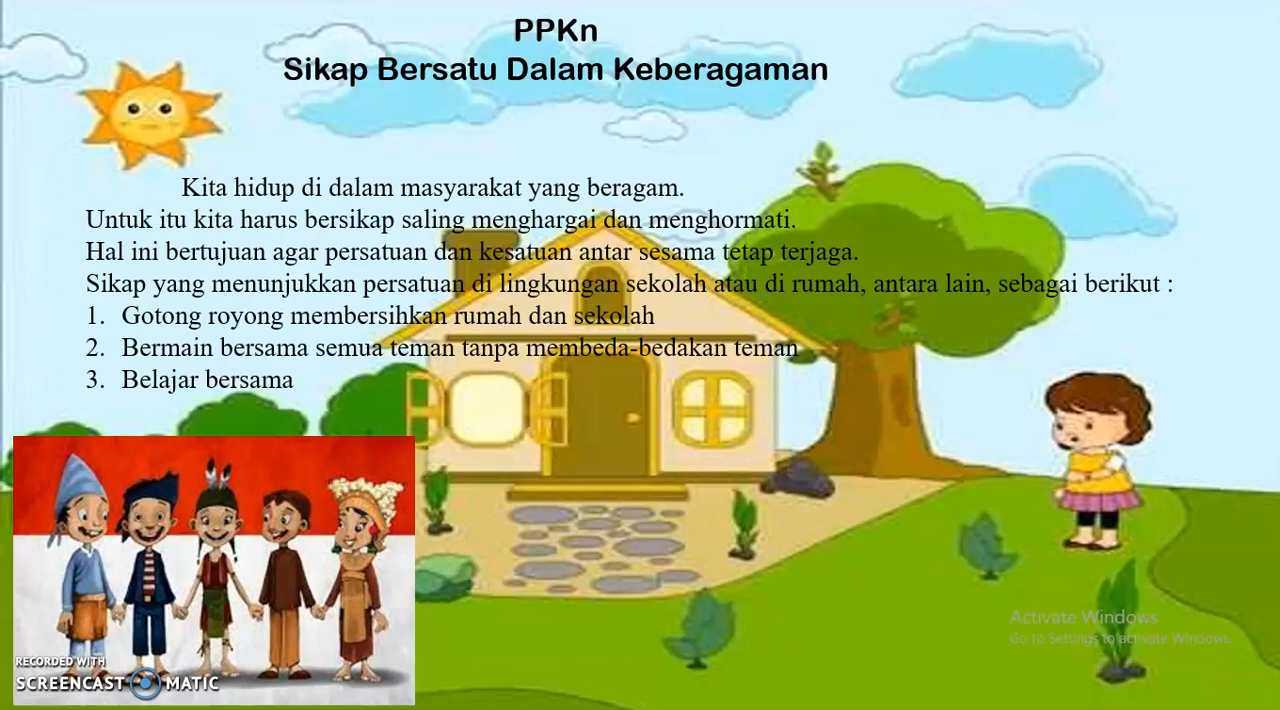 PPKn
Sikap Bersatu Dalam Keberagaman
Kita hidup di dalam masyarakat yang beragam.
Untuk itu kita harus bersikap saling menghargai dan menghormati.
Hal ini bertujuan agar persatuan dan kesatuan antar sesama tetap terjaga.
Sikap yang menunjukkan persatuan di lingkungan sekolah atau di rumah, antara lain, sebagai berikut :
1. Gotong royong membersihkan rumah dan sekolah
2. Bermain bersama semua teman tanpa membeda-bedakan teman
3. Belajar bersama
Activate Windows
Go to Settings to activate Windows.
RECORDED WITH
SCREENCAST MATIC